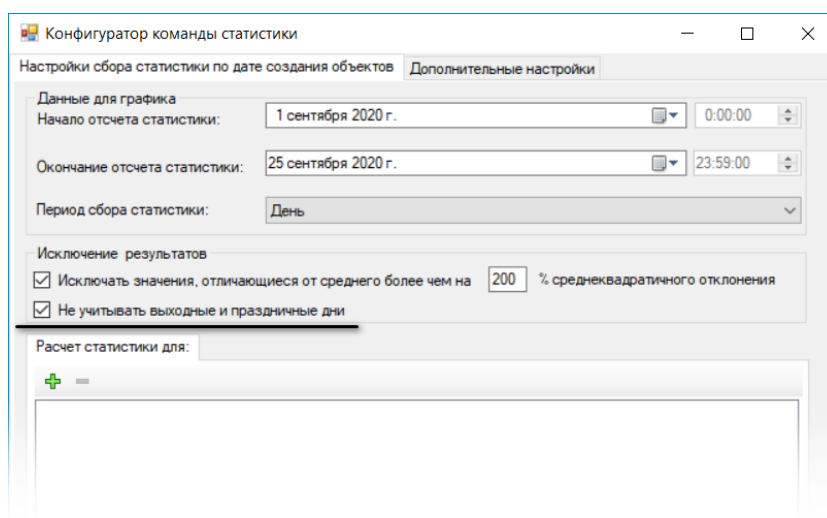 Конфигуратор команды статистики
Настройки сбора статистики по дате создания объектов Дополнительные настройки
Данные для графика
Начало отсчета статистики: 1 сентября 2020 г. 0:00:00
Окончание отсчета статистики: 25 сентября 2020 г. 23:59:00
Период сбора статистики: День
Исключение результатов
Исключать значения, отличающиеся от среднего более чем на 200 % среднеквадратичного отклонения
Не учитывать выходные и праздничные дни
Расчет статистики для: